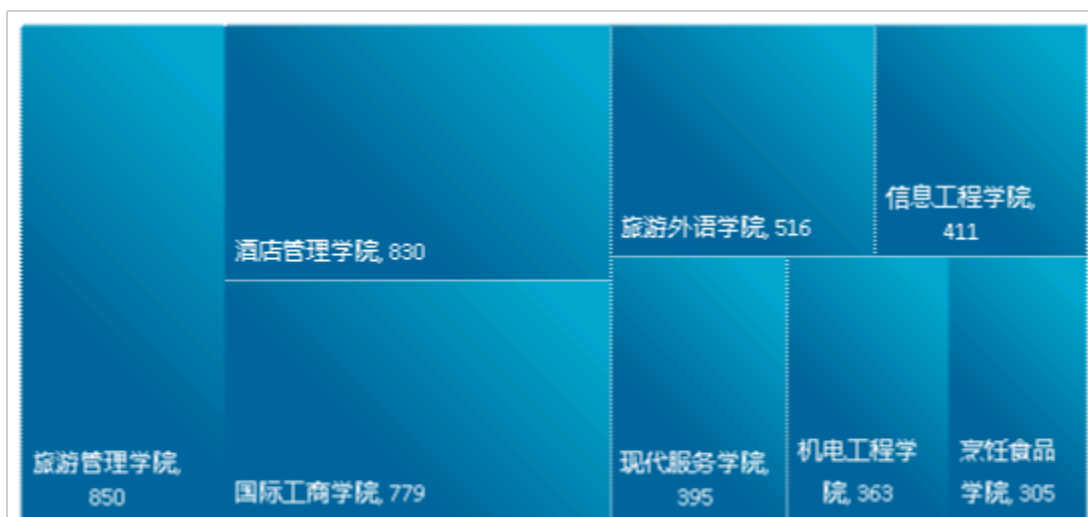 旅游管理学院,
850
酒店管理学院, 830
国际工商学院, 779
旅游外语学院, 516
信息工程学院,
411
现代服务学院,
395
机电工程学
院, 363
烹饪食品
学院, 305